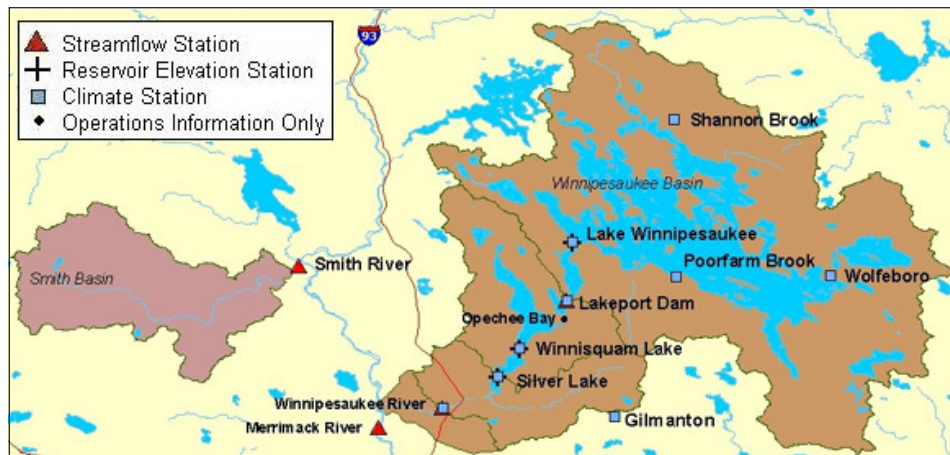 Streamflow Station
Reservoir Elevation Station
Climate Station
Operations Information Only
93
Shannon Brook
Winnipesaukee Basin
Lake Winnipesaukee
Smith River
Poorfarm Brook
Wolfeboro
Smith Basin
Lakeport Dam
Opechee Bay
Winnisquam Lake
Silver Lake
Winnipesaukee River
Gilmanton
Merrimack River